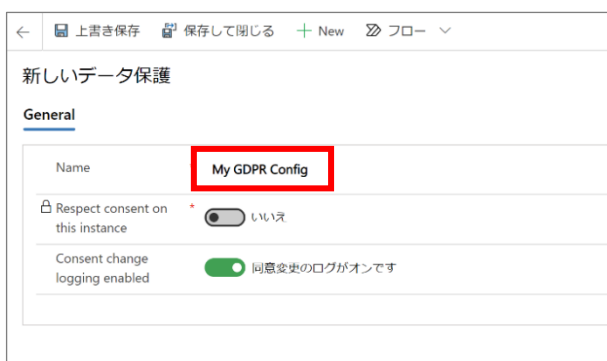 上書き保存 保存して閉じる New フロー
新しいデータ保護
General
Name My GDPR Config
Respect consent on this instance * いいえ
Consent change logging enabled 同意変更のログがオンです